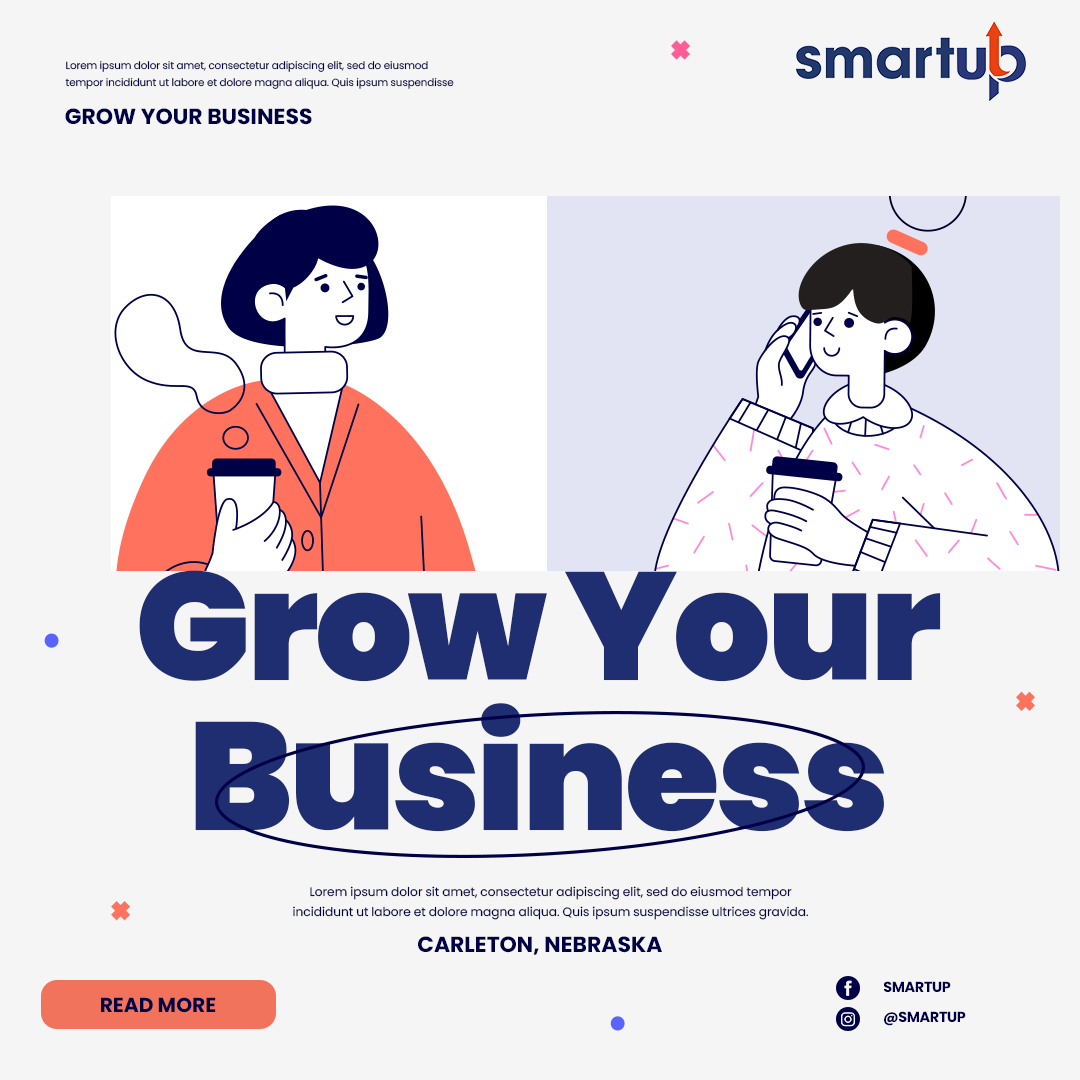 smartup
Lorem ipsum dolor sit amet, consectetur adipiscing elit, sed do eiusmod
tempor incididunt ut labore et dolore magna aliqua. Quis ipsum suspendisse
GROW YOUR BUSINESS
Grow Your
Business
Lorem ipsum dolor sit amet, consectetur adipiscing elit, sed do eiusmod tempor
incididunt ut labore et dolore magna aliqua. Quis ipsum suspendisse ultrices gravida.
CARLETON, NEBRASKA
READ MORE
SMARTUP
@SMARTUP